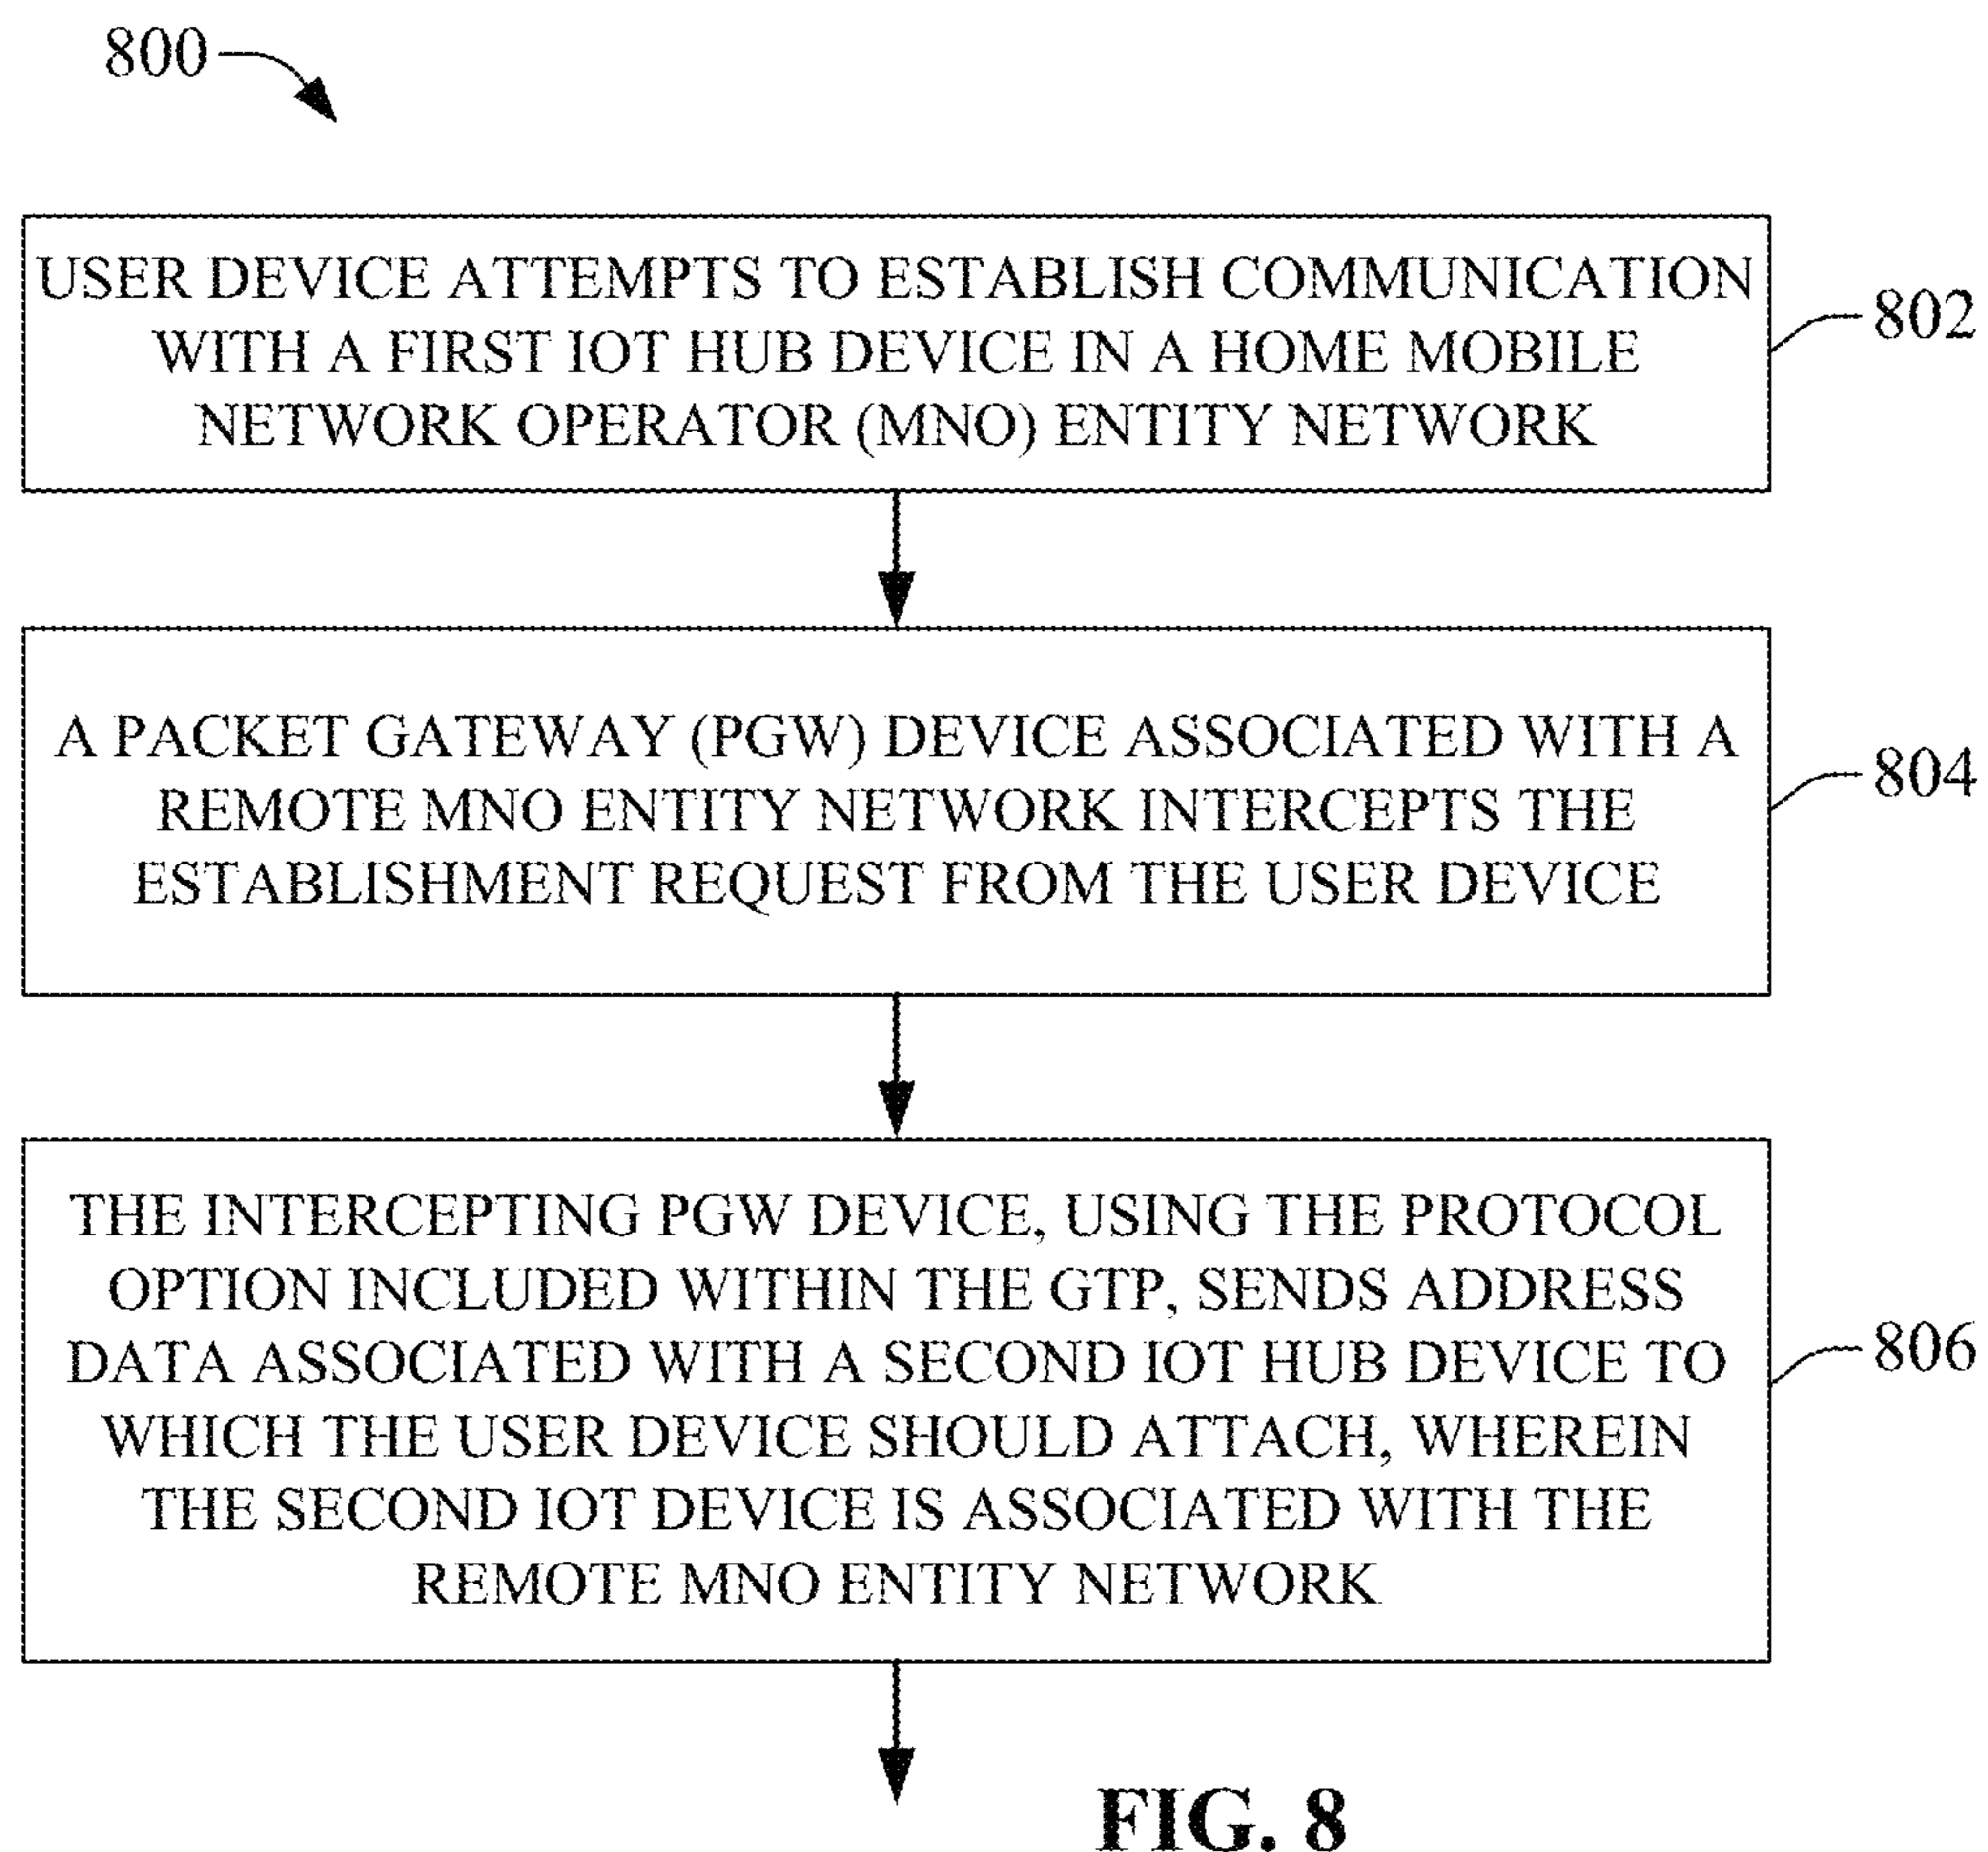 800
USER DEVICE ATTEMPTS TO ESTABLISH COMMUNICATION
WITH A FIRST IOT HUB DEVICE IN A HOME MOBILE
NETWORK OPERATOR (MNO) ENTITY NETWORK
802
A PACKET GATEWAY (PGW) DEVICE ASSOCIATED WITH A
REMOTE MNO ENTITY NETWORK INTERCEPTS THE
ESTABLISHMENT REQUEST FROM THE USER DEVICE
804
THE INTERCEPTING PGW DEVICE, USING THE PROTOCOL
OPTION INCLUDED WITHIN THE GTP, SENDS ADDRESS
DATA ASSOCIATED WITH A SECOND IOT HUB DEVICE TO
WHICH THE USER DEVICE SHOULD ATTACH, WHEREIN
THE SECOND IOT DEVICE IS ASSOCIATED WITH THE
REMOTE MNO ENTITY NETWORK
806
FIG. 8